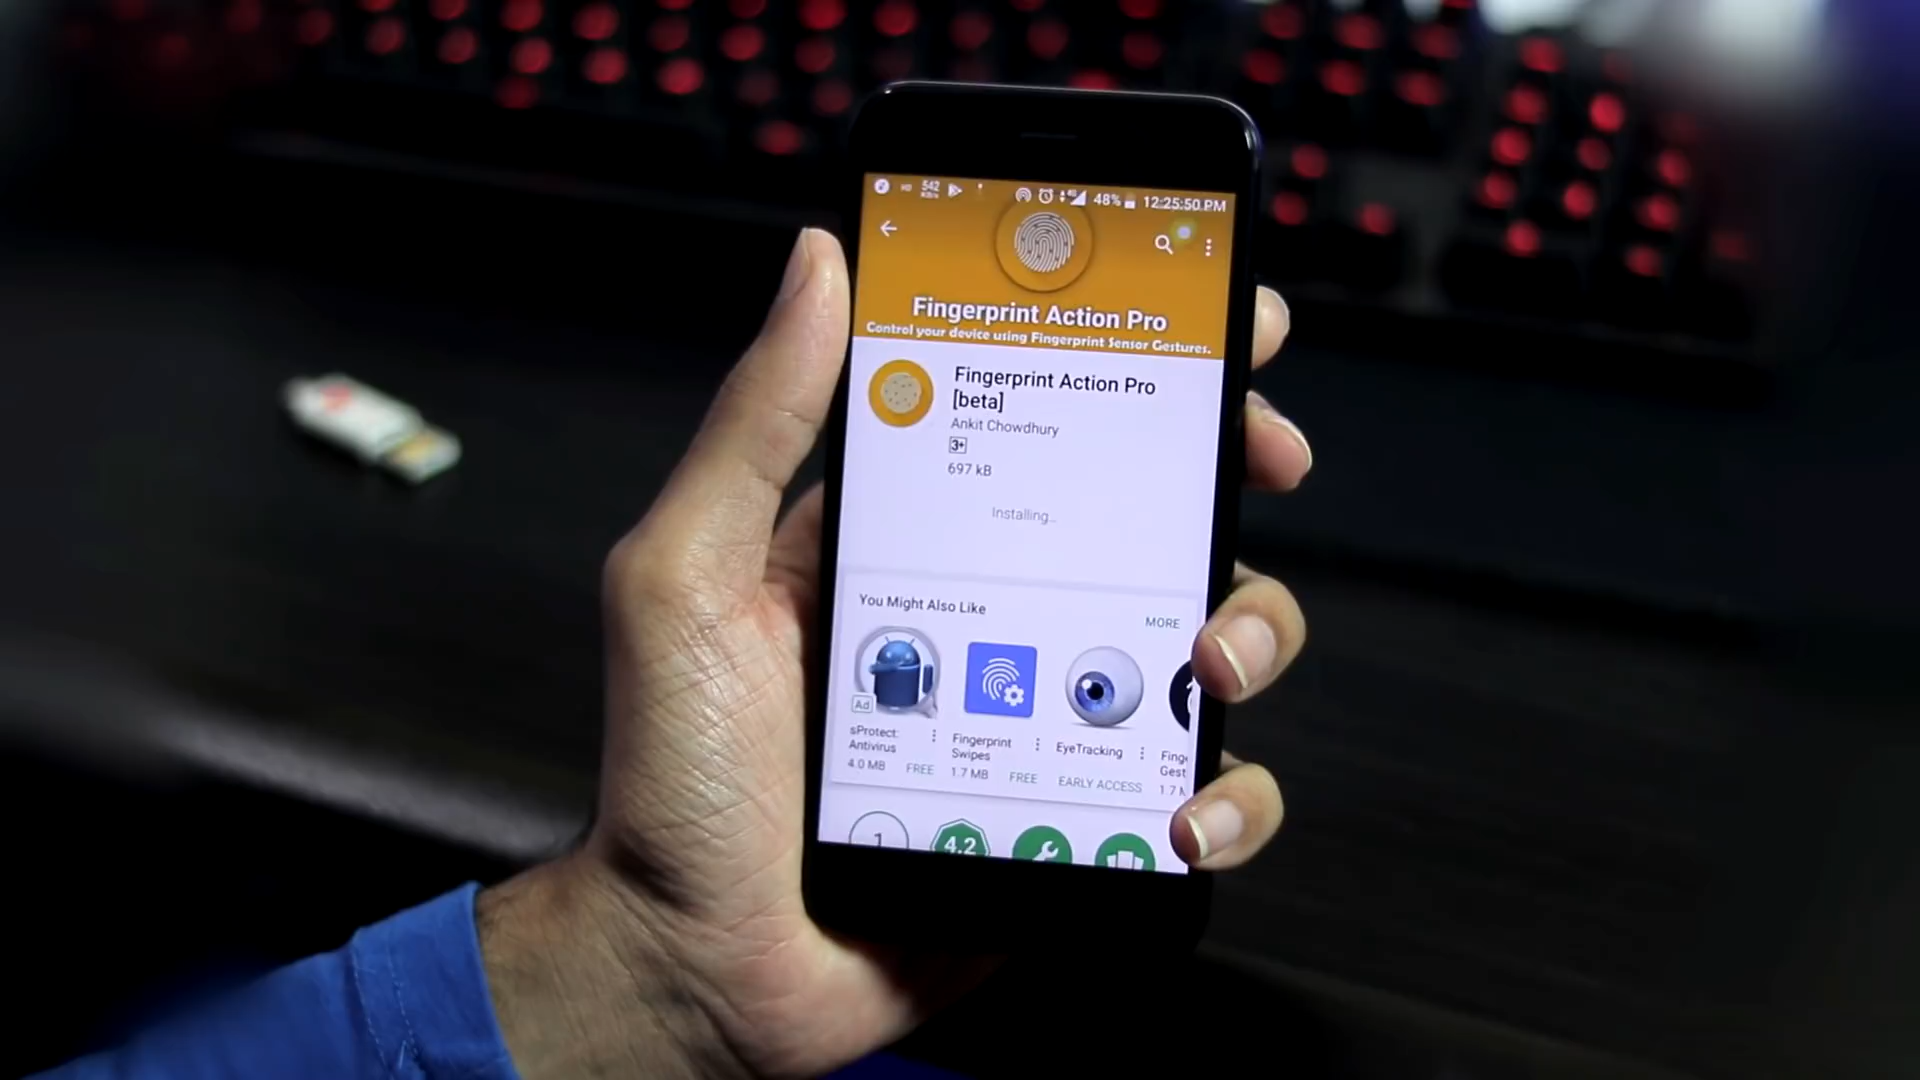 542
48% 12:25:50 PM
Fingerprint Action Pro
Control your device using Fingerprint Sensor Gestures.
Fingerprint Action Pro
[beta]
Ankit Chowdhury
3+
697 kB
Installing...
You Might Also Like
MORE
Ad
sProtect:
Antivirus
4.0 MB FREE
Fingerprint
Swipes
1.7 MB FREE
EyeTracking
EARLY ACCESS
Finge
Gest
1.7 M
1
4.2